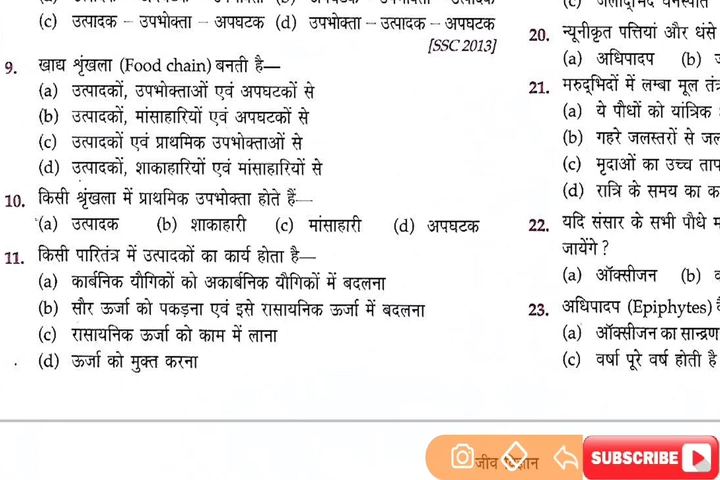 (c) उत्पादक – उपभोक्ता – अपघटक (d) उपभोक्ता – उत्पादक – अपघटक
[SSC 2013]
9. खाद्य शृंखला (Food chain) बनती है—
(a) उत्पादकों, उपभोक्ताओं एवं अपघटकों से
(b) उत्पादकों, मांसाहारियों एवं अपघटकों से
(c) उत्पादकों एवं प्राथमिक उपभोक्ताओं से
(d) उत्पादकों, शाकाहारियों एवं मांसाहारियों से
10. किसी शृंखला में प्राथमिक उपभोक्ता होते हैं—
(a) उत्पादक (b) शाकाहारी (c) मांसाहारी (d) अपघटक
11. किसी पारितंत्र में उत्पादकों का कार्य होता है—
(a) कार्बनिक यौगिकों को अकार्बनिक यौगिकों में बदलना
(b) सौर ऊर्जा को पकड़ना एवं इसे रासायनिक ऊर्जा में बदलना
(c) रासायनिक ऊर्जा को काम में लाना
(d) ऊर्जा को मुक्त करना
20. न्यूनीकृत पत्तियां और धंसे
(a) अधिपादप (b)
21. मरुद्भिदों में लम्बा मूल
(a) ये पौधों को यांत्रिक
(b) गहरे जलस्तरों से
(c) मृदाओं का उच्च
(d) रात्रि के समय का
22. यदि संसार के सभी पौधे
जायेंगे ?
(a) ऑक्सीजन (b)
23. अधिपादप (Epiphytes)
(a) ऑक्सीजन का
(c) वर्षा पूरे वर्ष होती है
जीव
SUBSCRIBE